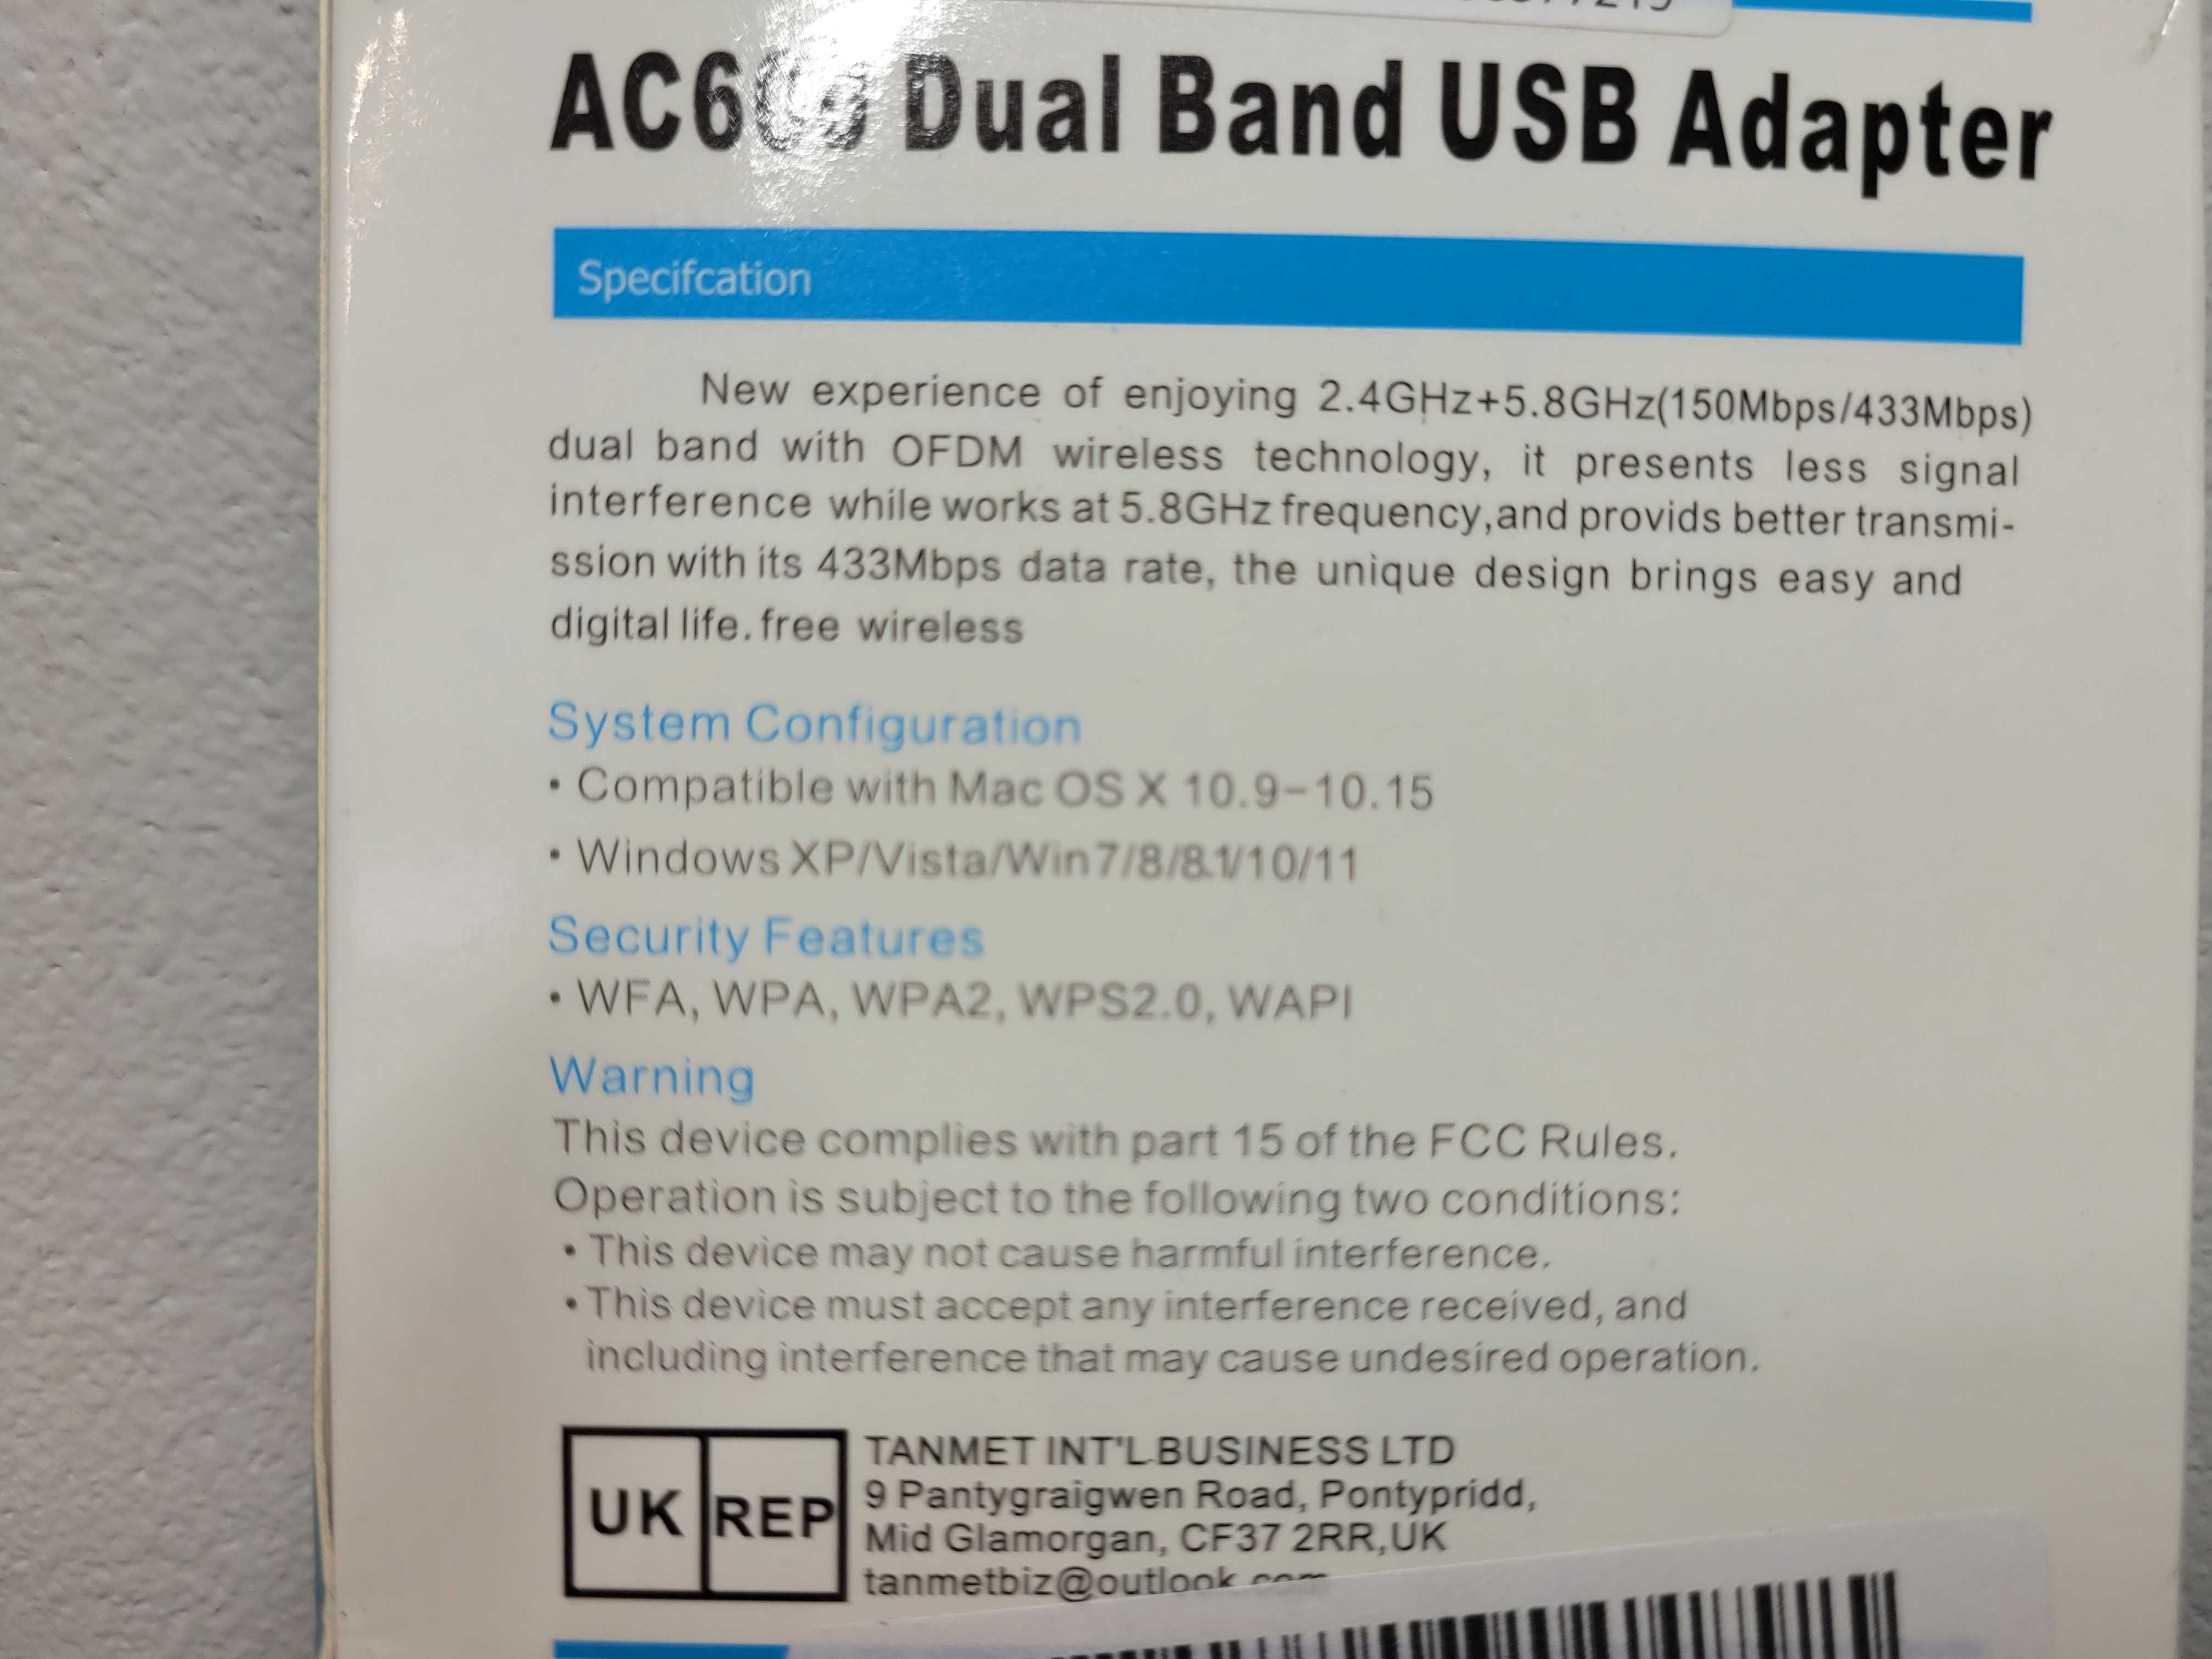 AC600 Dual Band USB Adapter
Specifcation
New experience of enjoying 2.4GHz+5.8GHz(150Mbps/433Mbps)
dual band with OFDM wireless technology, it presents less signal
interference while works at 5.8GHz frequency,and provids better transmi-
ssion with its 433Mbps data rate, the unique design brings easy and
digital life.free wireless
System Configuration
• Compatible with Mac OS X 10.9-10.15
• Windows XP/Vista/Win7/8/8.1/10/11
Security Features
• WFA, WPA, WPA2, WPS2.0, WAPI
Warning
This device complies with part 15 of the FCC Rules.
Operation is subject to the following two conditions:
• This device may not cause harmful interference.
• This device must accept any interference received, and
including interference that may cause undesired operation.
UK REP
TANMET INT'L.BUSINESS LTD
9 Pantygraigwen Road, Pontypridd,
Mid Glamorgan, CF37 2RR,UK
tanmetbiz@outlook.com